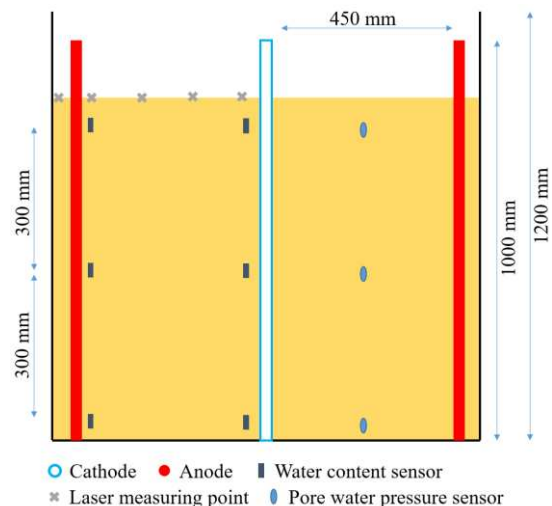 450 mm
300 mm
300 mm
1000 mm
1200 mm
Cathode Anode Water content sensor
Laser measuring point Pore water pressure sensor